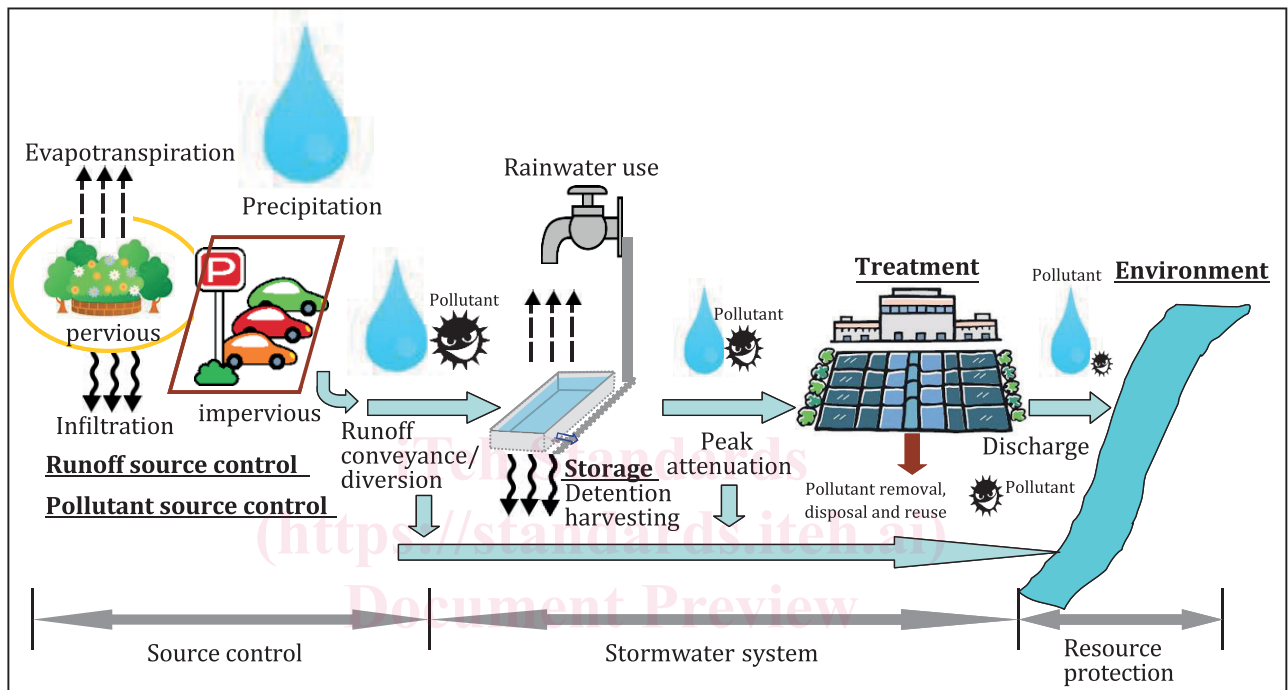 Evapotranspiration
Precipitation
Rainwater use
P
pervious
impervious
Infiltration
Runoff source control
Pollutant source control
Pollutant
Runoff
conveyance/
diversion
Storage
Detention
harvesting
Pollutant
Peak
attenuation
Treatment
Pollutant removal,
disposal and reuse
Pollutant
Pollutant
Discharge
Environment
iTeh Standards
(https://standards.iteh.ai)
Document Preview
Source control
Stormwater system
Resource
protection